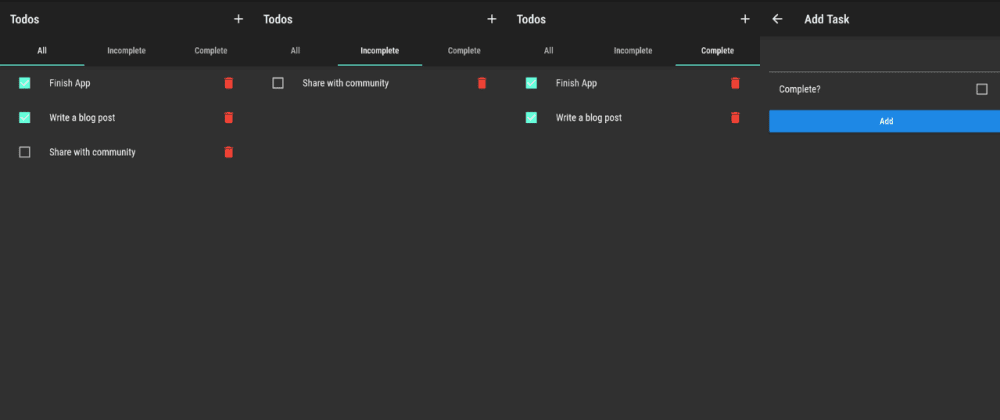 Todos
All Incomplete Complete
Finish App
Write a blog post
Share with community
Todos
All Incomplete Complete
Share with community
Todos
All Incomplete Complete
Finish App
Write a blog post
Add Task
Complete?
Add